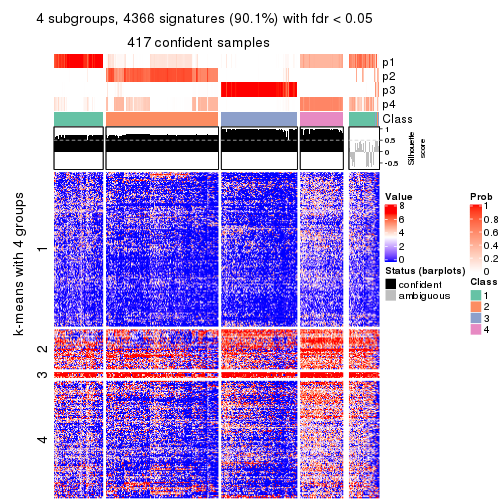 4 subgroups, 4366 signatures (90.1%) with fdr < 0.05
417 confident samples
p1
p2
p3
p4
Class
1
0.5
0
-0.5
Silhouette
score
k-means with 4 groups
1
2
3
4
Value
8
6
4
2
0
Status (barplots)
confident
ambiguous
Prob
1
0.8
0.6
0.4
0.2
0
Class
1
2
3
4